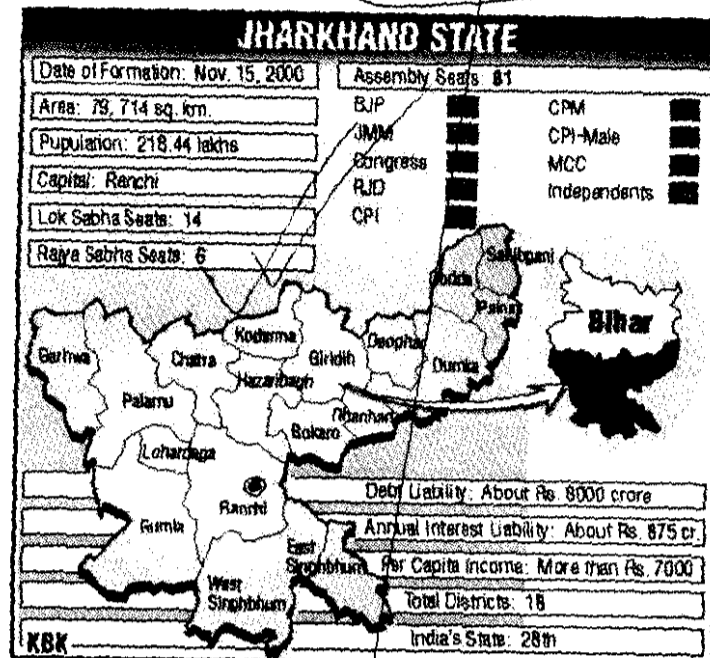 JHARKHAND STATE
Date of Formation: Nov. 15, 2000
Area: 79, 714 sq. km.
Pupulation: 218.44 lakhs
Capital: Ranchi
Lok Sabha Seats: 14
Rajya Sabha Seats: 6
Assembly Seats: 81
BJP
JMM
Congress
RJD
CPI
CPM
CPI-Male
MCC
Independents
Sahibganj
Godda
Pakur
Bihar
Kodarma
Garhwa
Chatra
Giridih
Deoghar
Dumka
Hazaribagh
Palamu
Dhanbad
Bokaro
Lohardaga
Ranchi
Gumla
East
Singhbhum
West
Singhbhum
Debt Liability: About Rs. 8000 crore
Annual Interest Liability: About Rs. 875 cr.
Per Capita Income: More than Rs. 7000
Total Districts: 18
India's State: 28th
KBK